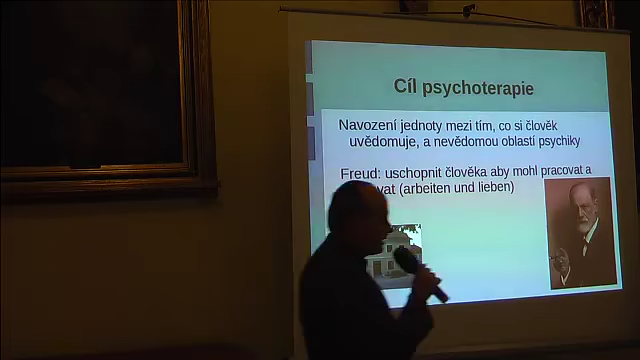 Cíl psychoterapie
Navození jednoty mezi tím, co si člověk
uvědomuje, a nevědomou oblastí psychiky
Freud: uschopnit člověka aby mohl pracovat a
(arbeiten und lieben)